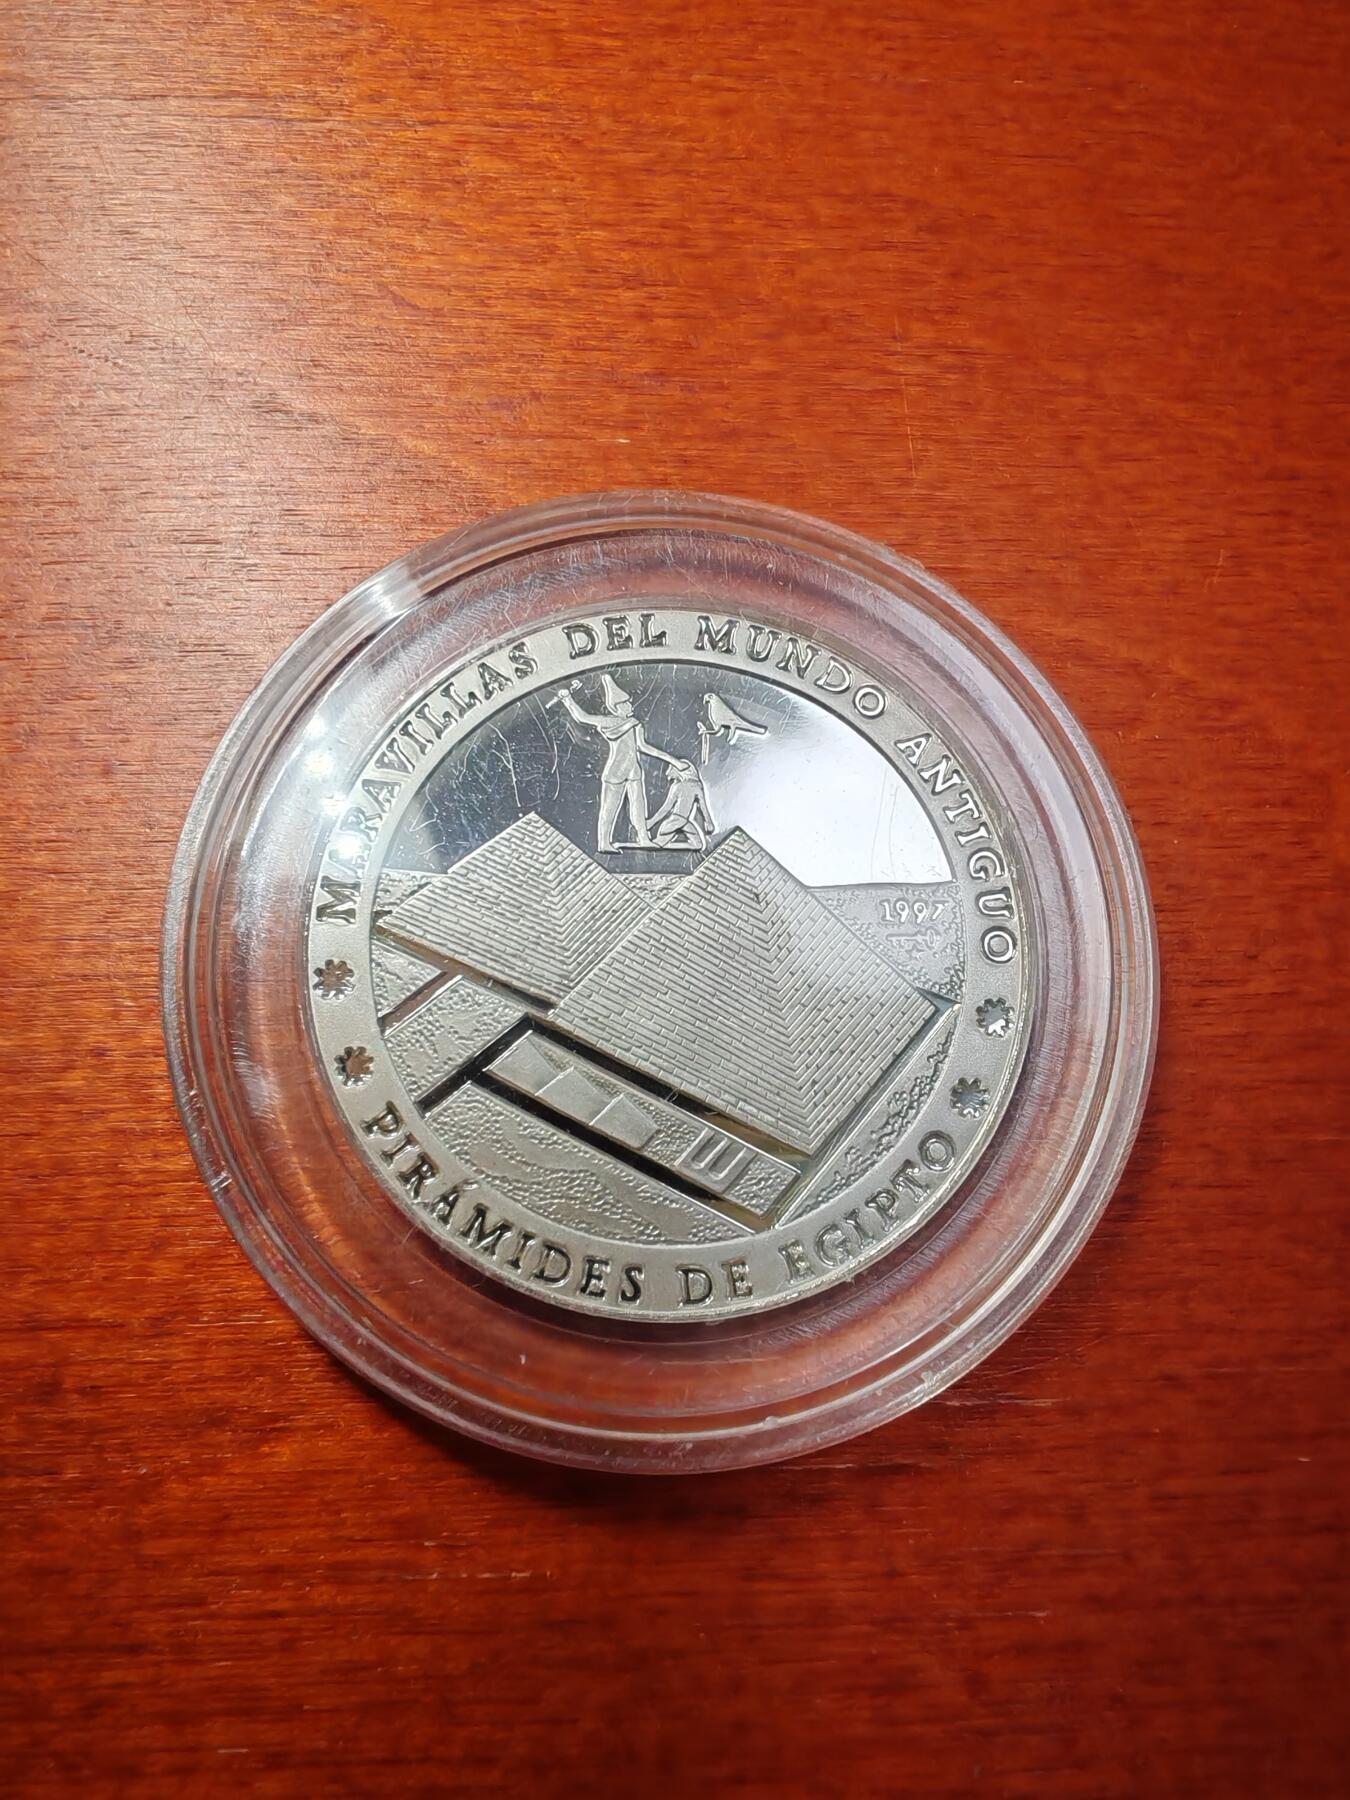 MARAVILLAS DEL MUNDO ANTIGUO
1997
PIRÁMIDES DE EGIPTO